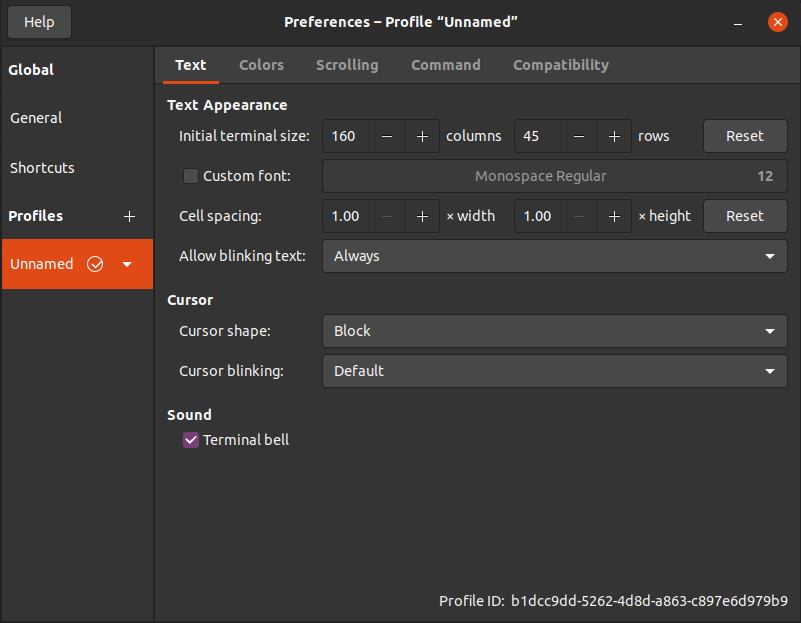 Help
Preferences – Profile “Unnamed”
Global
General
Shortcuts
Profiles
Unnamed
Text Colors Scrolling Command Compatibility
Text Appearance
Initial terminal size: 160 − + columns 45 − + rows Reset
Custom font: Monospace Regular 12
Cell spacing: 1.00 − + × width 1.00 − + × height Reset
Allow blinking text: Always
Cursor
Cursor shape: Block
Cursor blinking: Default
Sound
Terminal bell
Profile ID: b1dcc9dd-5262-4d8d-a863-c897e6d979b9